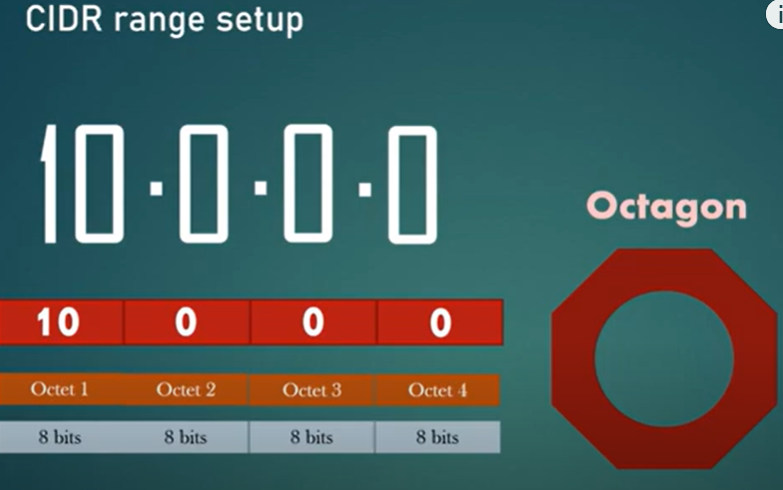 CIDR range setup
10.0.0.0
Octagon
10 0 0 0
Octet 1 Octet 2 Octet 3 Octet 4
8 bits 8 bits 8 bits 8 bits